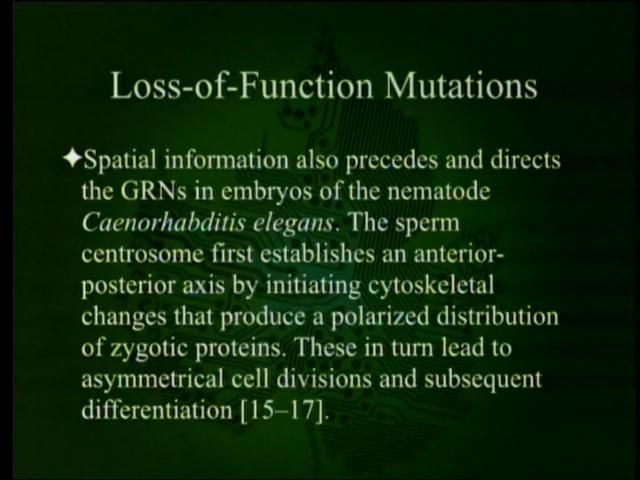 Loss-of-Function Mutations
✦Spatial information also precedes and directs
the GRNs in embryos of the nematode
Caenorhabditis elegans. The sperm
centrosome first establishes an anterior-
posterior axis by initiating cytoskeletal
changes that produce a polarized distribution
of zygotic proteins. These in turn lead to
asymmetrical cell divisions and subsequent
differentiation [15–17].